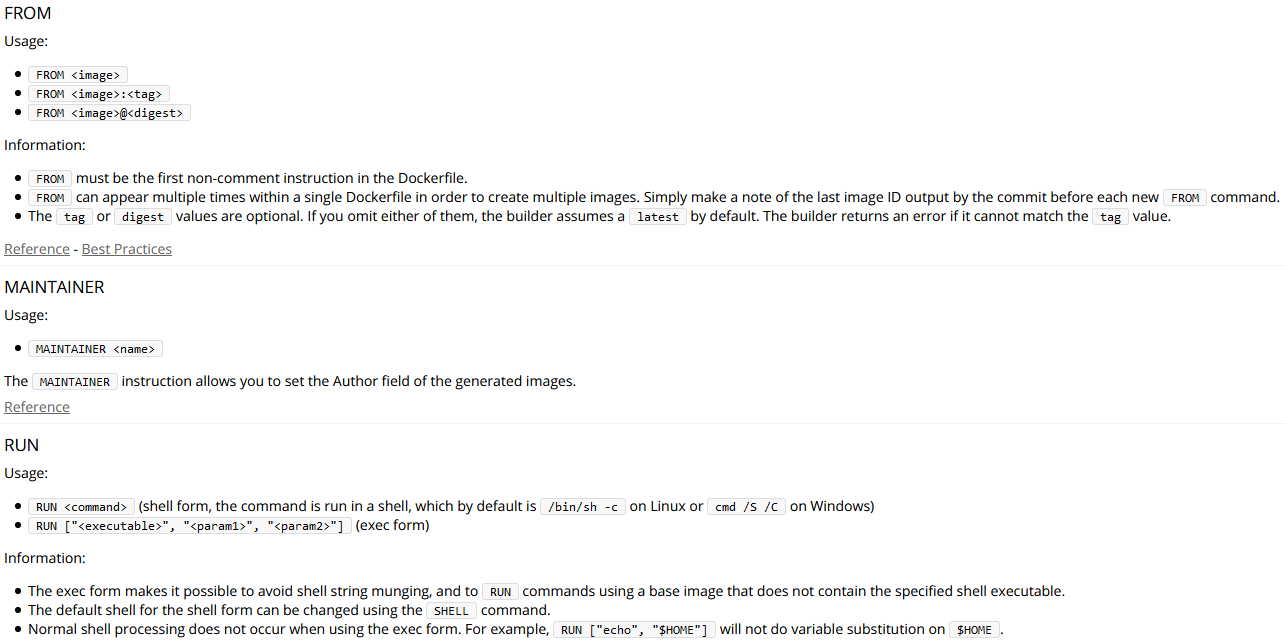 FROM
Usage:
FROM <image>
FROM <image>:<tag>
FROM <image>@<digest>
Information:
FROM must be the first non-comment instruction in the Dockerfile.
FROM can appear multiple times within a single Dockerfile in order to create multiple images. Simply make a note of the last image ID output by the commit before each new FROM command.
The tag or digest values are optional. If you omit either of them, the builder assumes a latest by default. The builder returns an error if it cannot match the tag value.
Reference - Best Practices
MAINTAINER
Usage:
MAINTAINER <name>
The MAINTAINER instruction allows you to set the Author field of the generated images.
Reference
RUN
Usage:
RUN <command> (shell form, the command is run in a shell, which by default is /bin/sh -c on Linux or cmd /S /C on Windows)
RUN ["<executable>", "<param1>", "<param2>"] (exec form)
Information:
The exec form makes it possible to avoid shell string munging, and to RUN commands using a base image that does not contain the specified shell executable.
The default shell for the shell form can be changed using the SHELL command.
Normal shell processing does not occur when using the exec form. For example, RUN ["echo", "$HOME"] will not do variable substitution on $HOME.